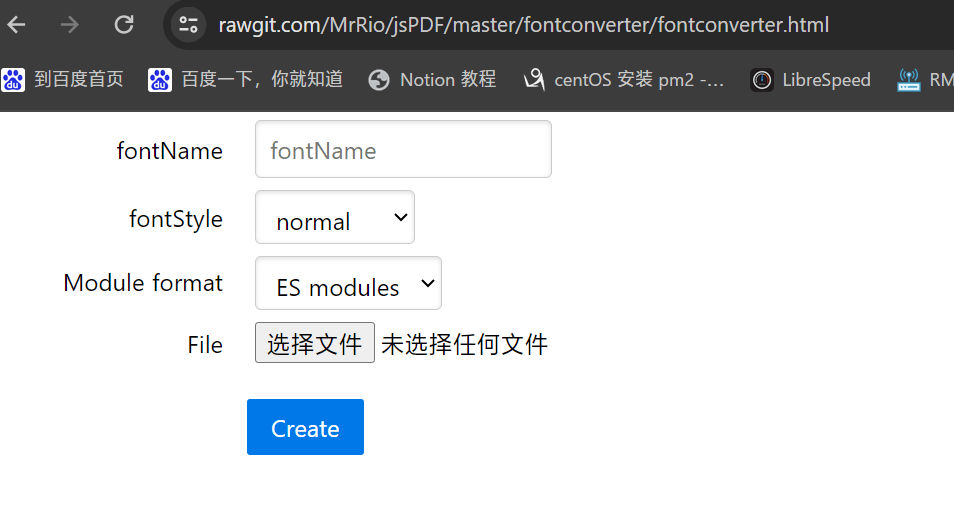 rawgit.com/MrRio/jsPDF/master/fontconverter/fontconverter.html
到百度首页 百度一下，你就知道 Notion 教程 centOS 安装 pm2 -... LibreSpeed RM
fontName fontName
fontStyle normal
Module format ES modules
File 选择文件 未选择任何文件
Create